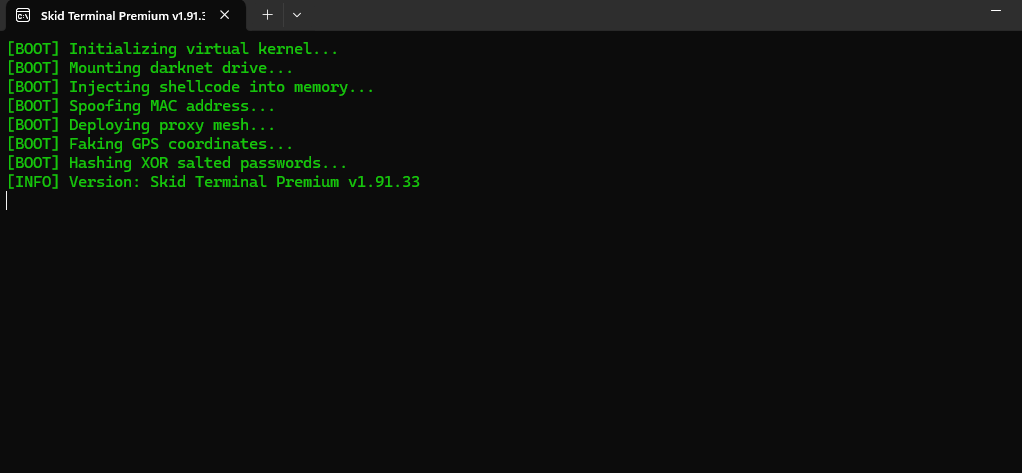 Skid Terminal Premium v1.91.3
[BOOT] Initializing virtual kernel...
[BOOT] Mounting darknet drive...
[BOOT] Injecting shellcode into memory...
[BOOT] Spoofing MAC address...
[BOOT] Deploying proxy mesh...
[BOOT] Faking GPS coordinates...
[BOOT] Hashing XOR salted passwords...
[INFO] Version: Skid Terminal Premium v1.91.33